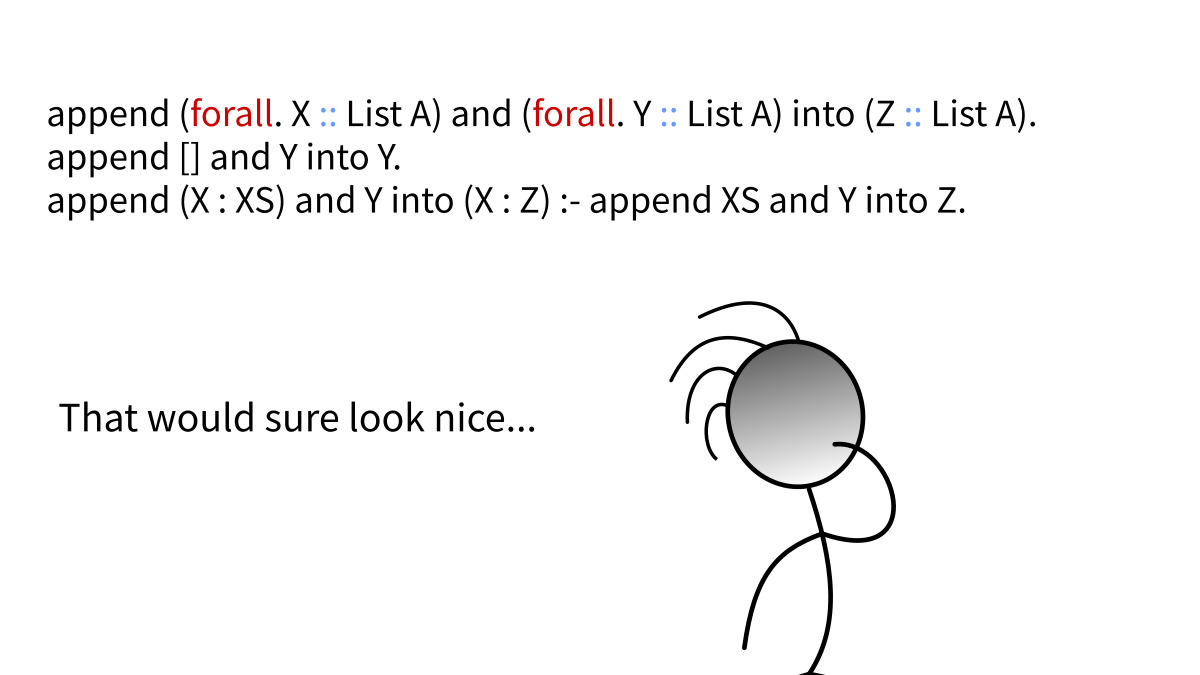 append (forall. X :: List A) and (forall. Y :: List A) into (Z :: List A).
append [] and Y into Y.
append (X : XS) and Y into (X : Z) :- append XS and Y into Z.
That would sure look nice...